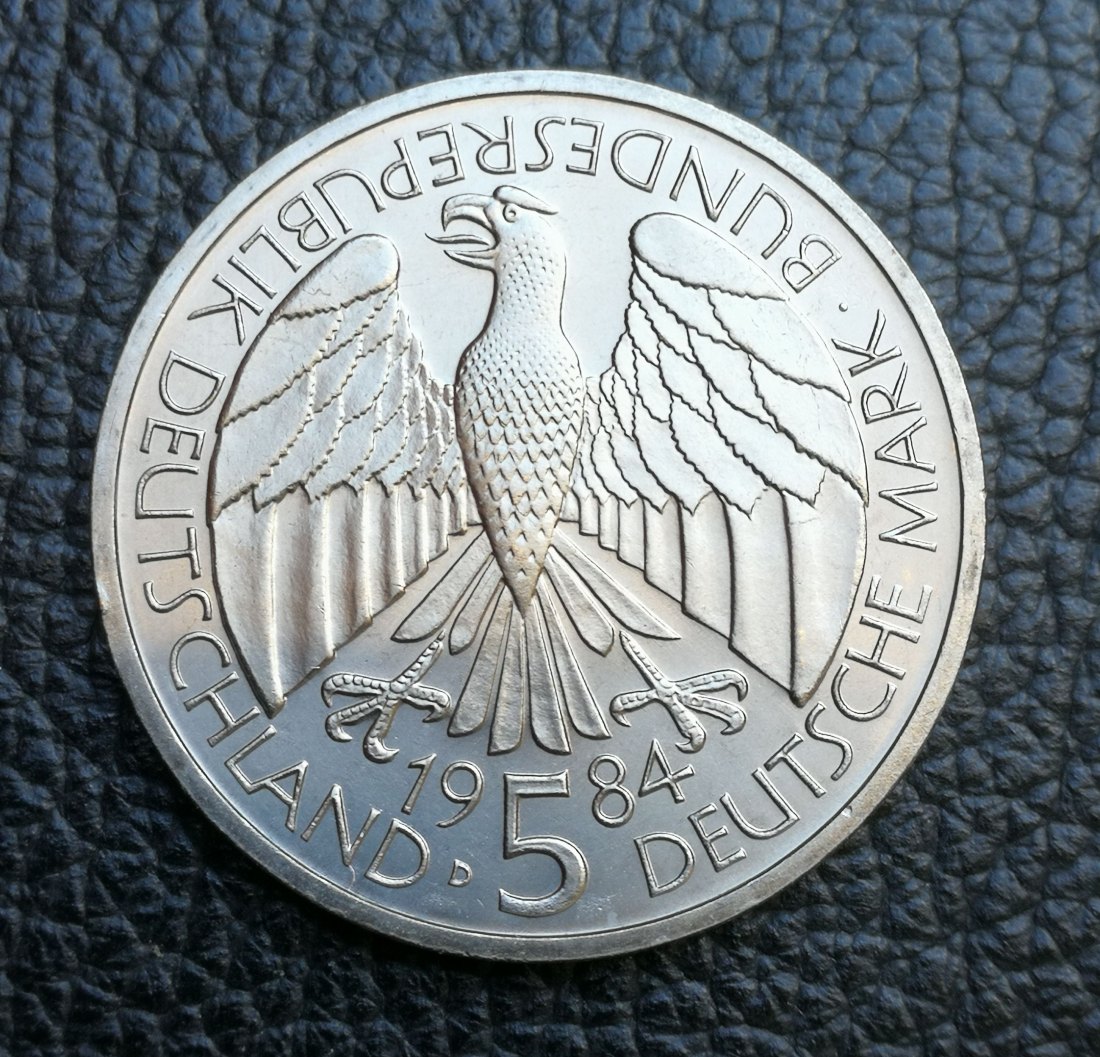 BUNDESREPUBLIK DEUTSCHLAND
D
1984
5
DEUTSCHE MARK ·